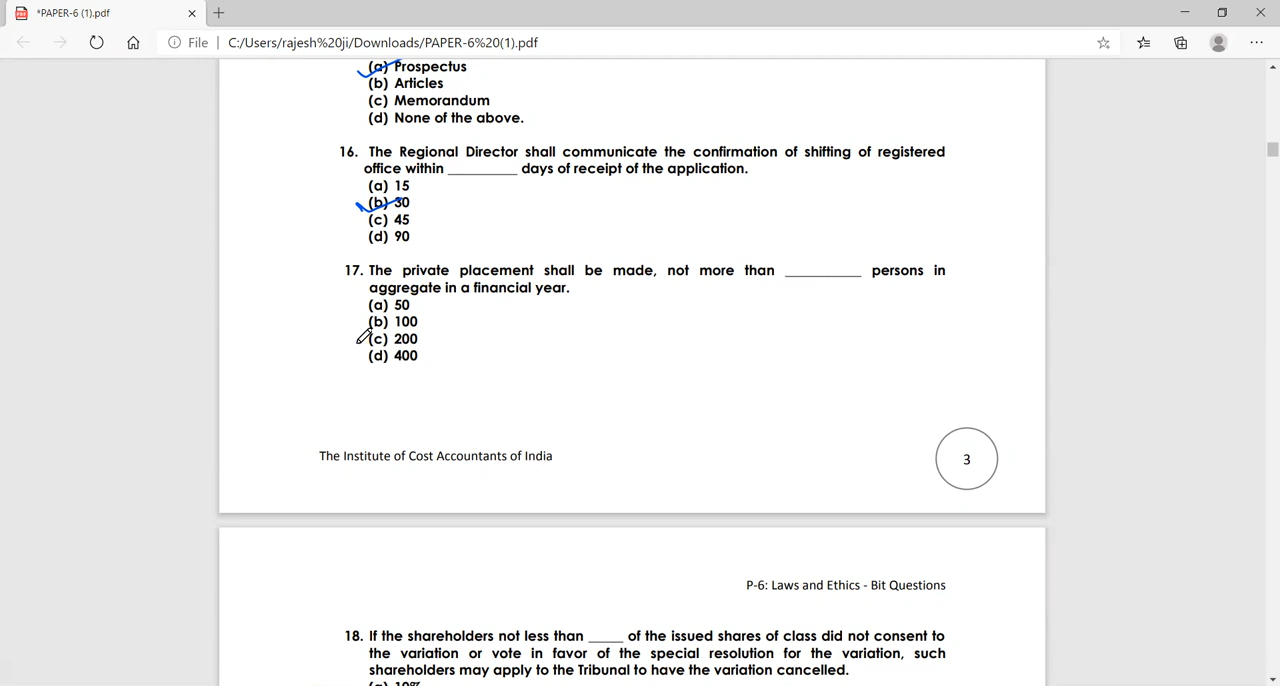 *PAPER-6 (1).pdf
File | C:/Users/rajesh%20ji/Downloads/PAPER-6%20(1).pdf
(a) Prospectus
(b) Articles
(c) Memorandum
(d) None of the above.
16. The Regional Director shall communicate the confirmation of shifting of registered
office within __________ days of receipt of the application.
(a) 15
(b) 30
(c) 45
(d) 90
17. The private placement shall be made, not more than ___________ persons in
aggregate in a financial year.
(a) 50
(b) 100
(c) 200
(d) 400
The Institute of Cost Accountants of India
3
P-6: Laws and Ethics - Bit Questions
18. If the shareholders not less than _____ of the issued shares of class did not consent to
the variation or vote in favor of the special resolution for the variation, such
shareholders may apply to the Tribunal to have the variation cancelled.
(a) 10%